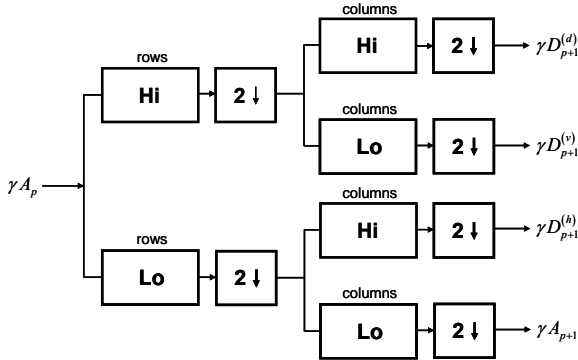 columns
Hi 2↓ γD_{p+1}^{(d)}
rows
Hi 2↓
columns
Lo 2↓ γD_{p+1}^{(v)}
γA_p
columns
Hi 2↓ γD_{p+1}^{(h)}
rows
Lo 2↓
columns
Lo 2↓ γA_{p+1}